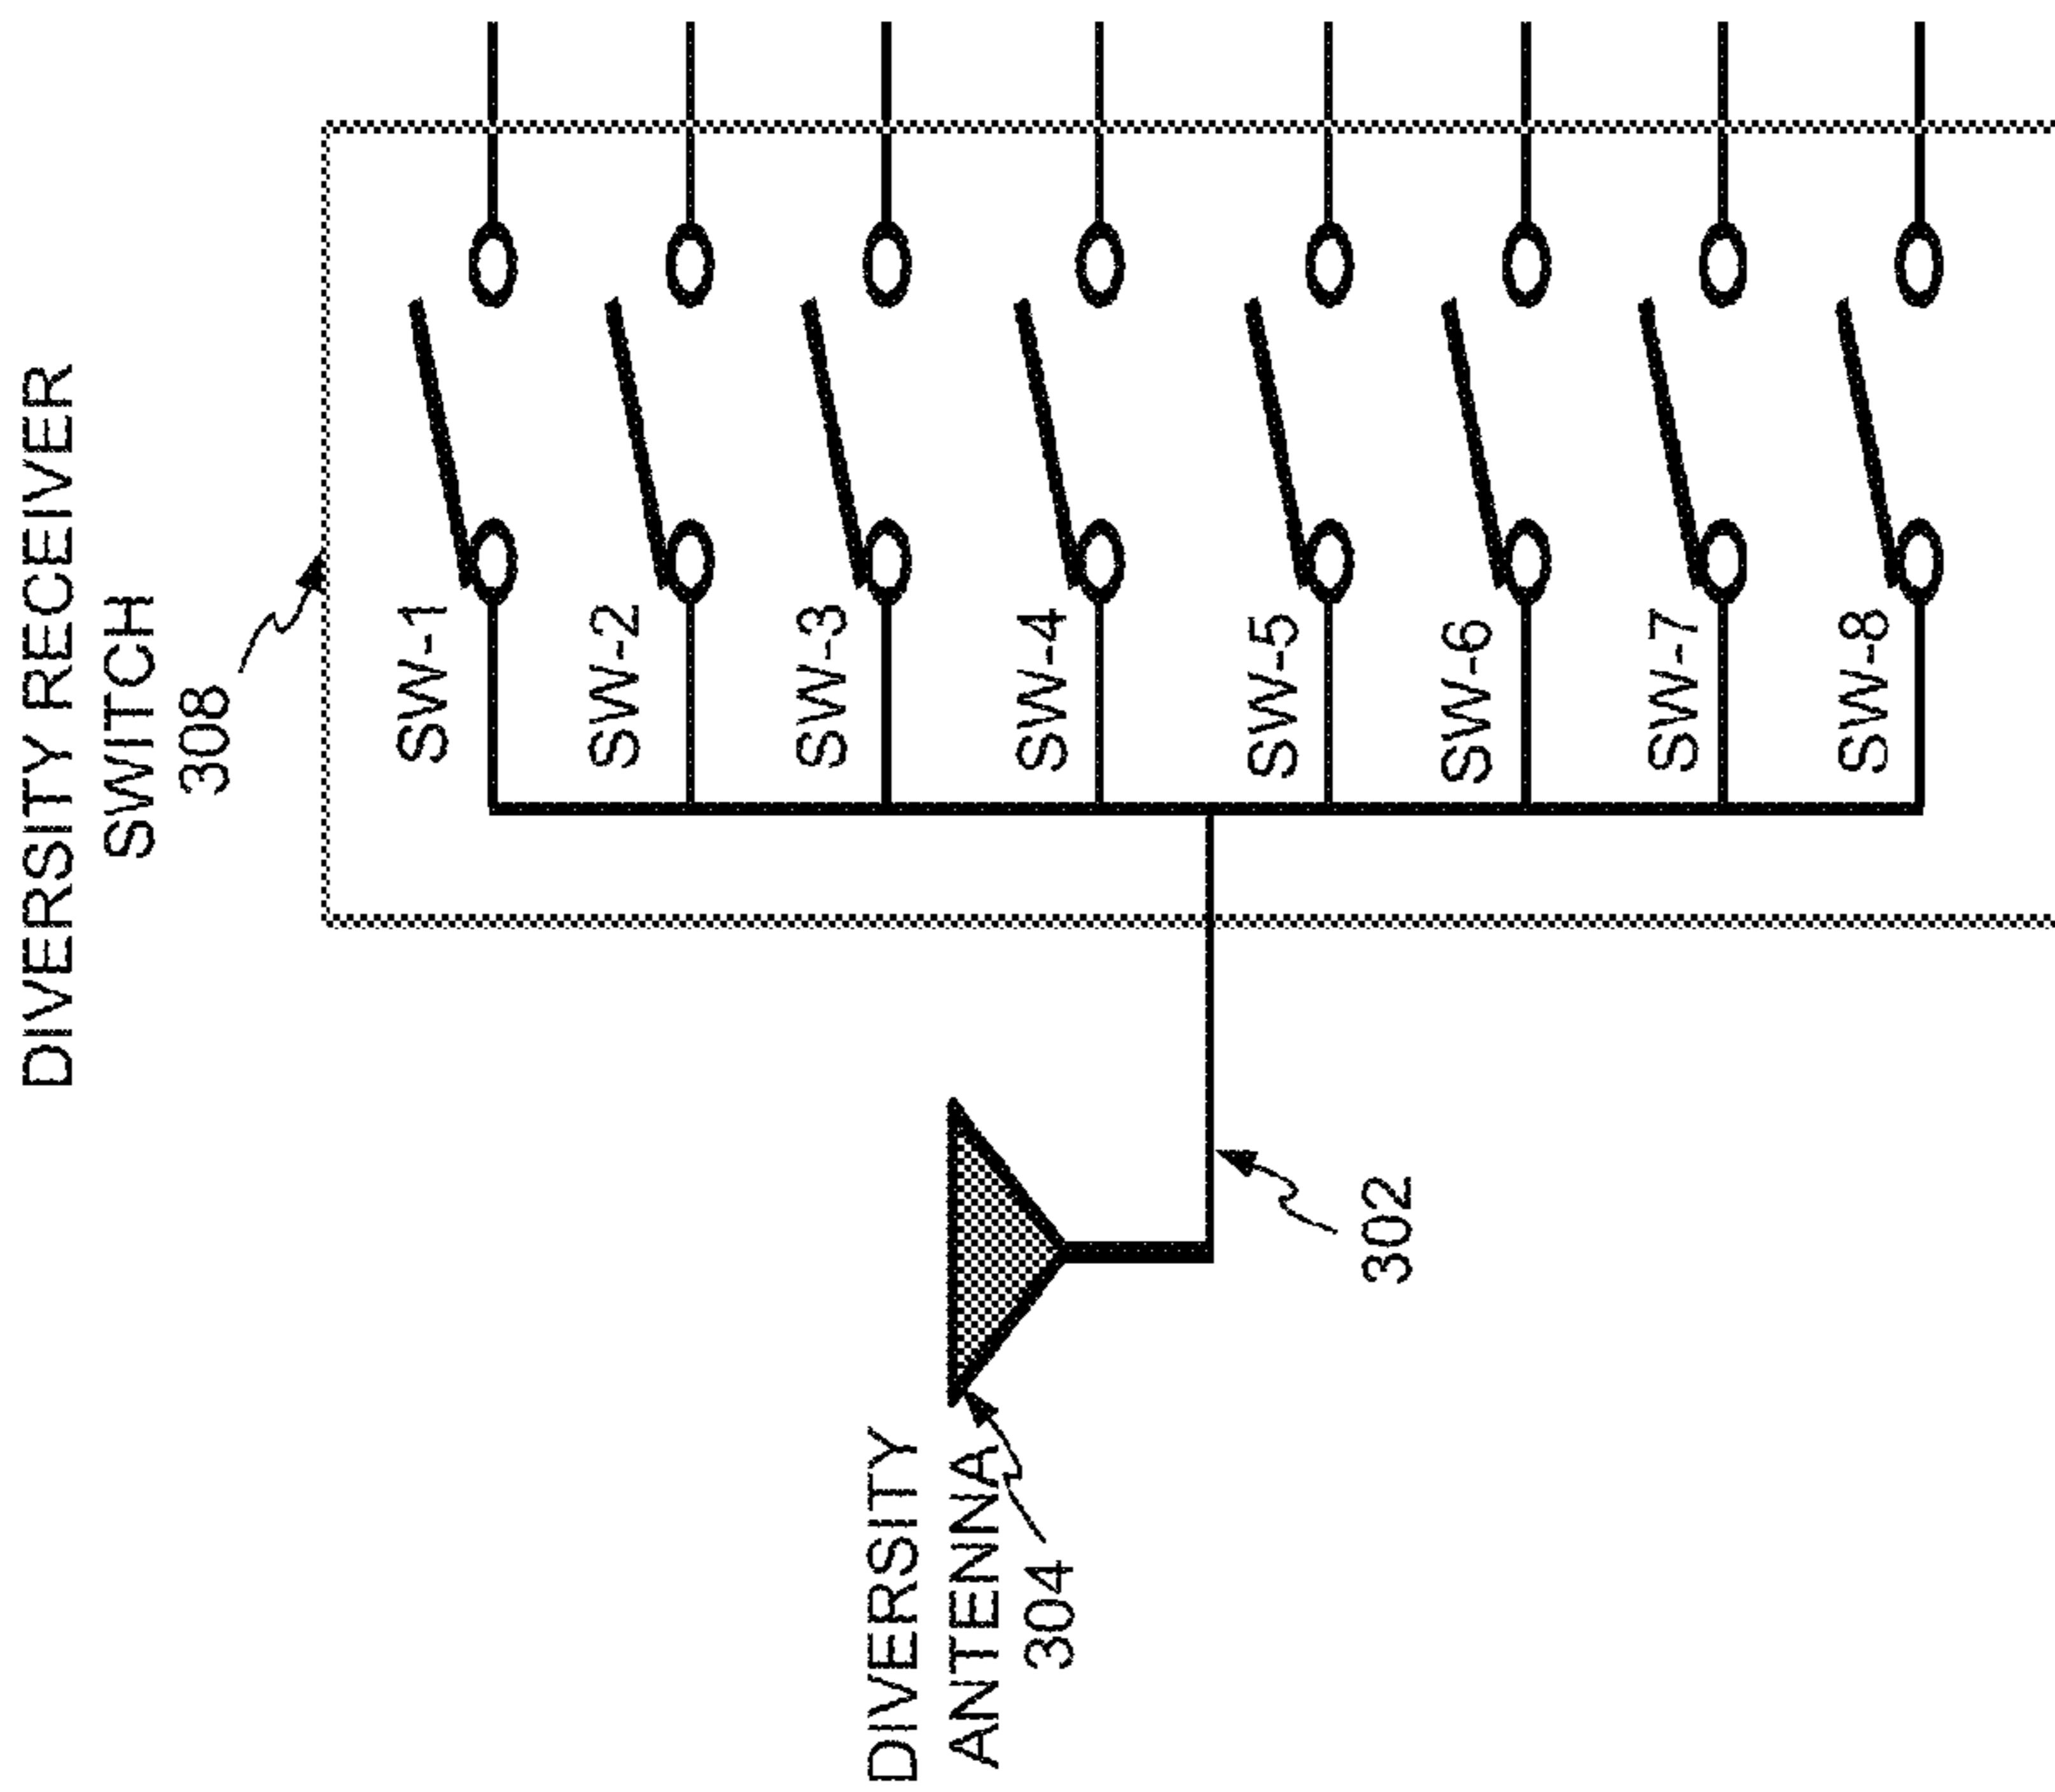 DIVERSITY RECEIVER
SWITCH
308
SW-1
SW-2
SW-3
SW-4
SW-5
SW-6
SW-7
SW-8
DIVERSITY
ANTENNA
304
302